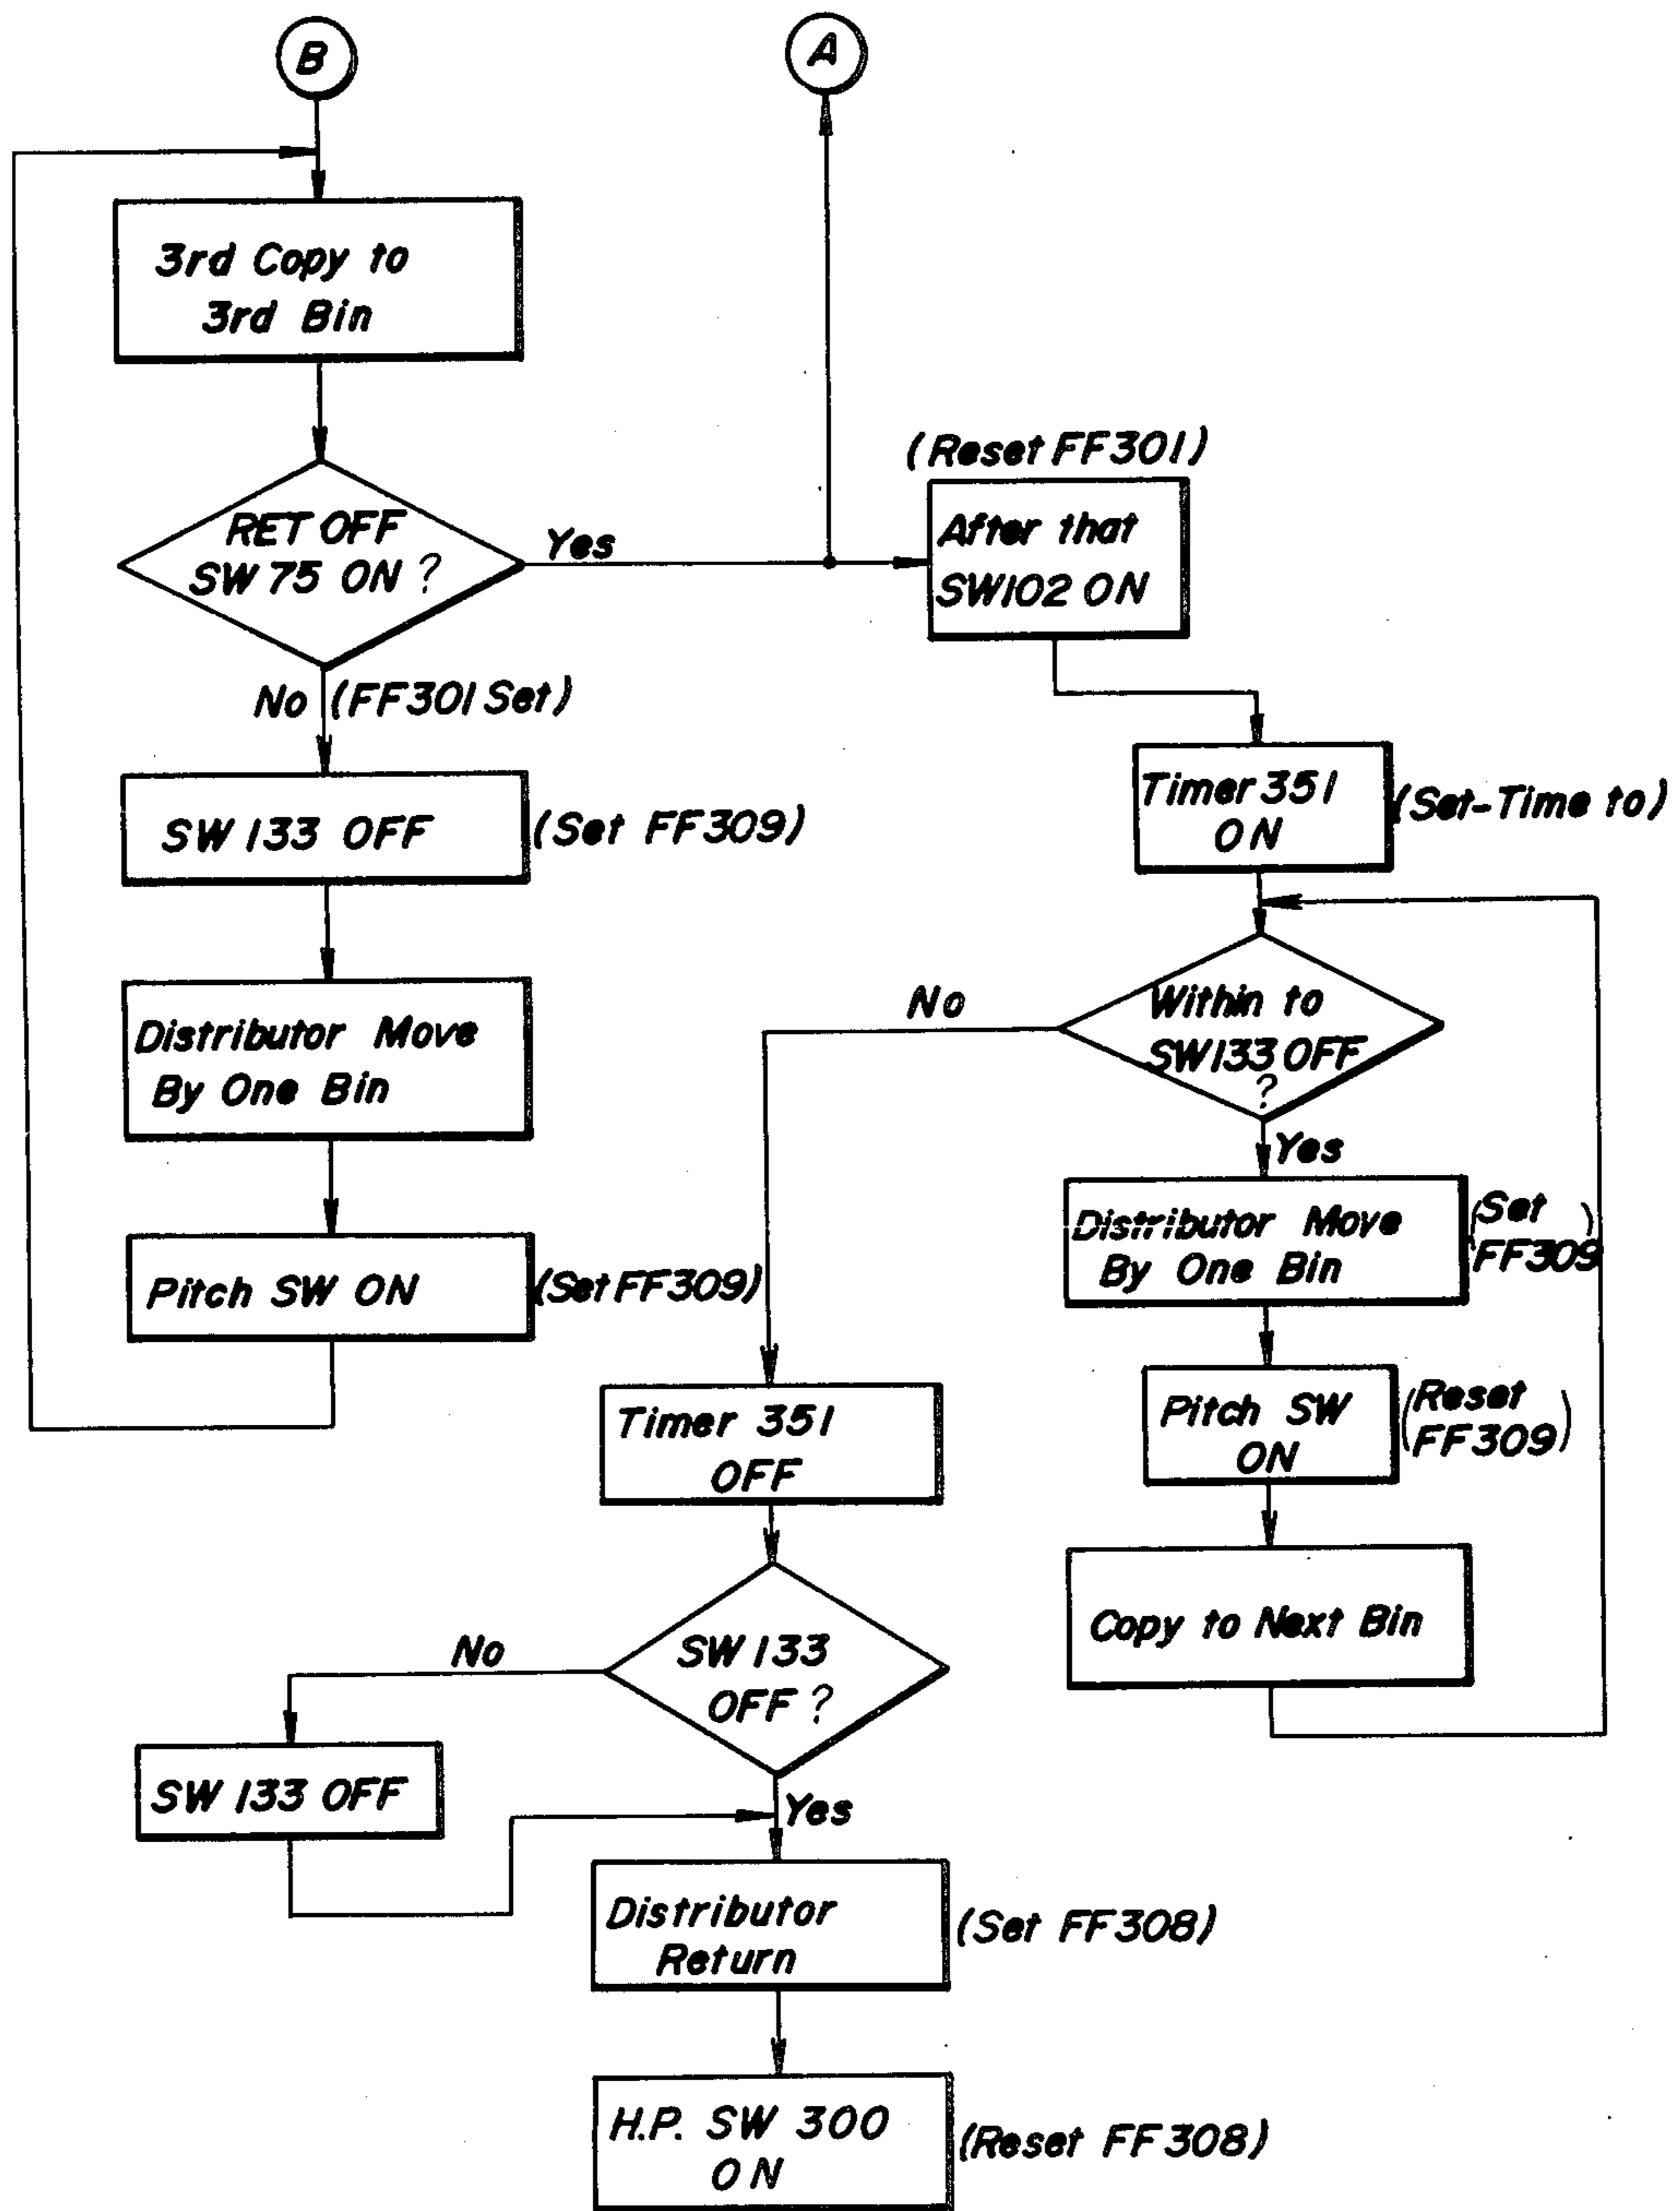 B
A
3rd Copy to
3rd Bin
RET OFF
SW 75 ON ?
Yes
(Reset FF301)
After that
SW102 ON
No (FF301 Set)
SW 133 OFF
(Set FF309)
Timer 351
ON
(Set-Time to)
Distributor Move
By One Bin
No
Within to
SW133 OFF
?
Yes
Distributor Move
By One Bin
(Set
FF309)
Pitch SW ON
(Set FF309)
Pitch SW
ON
(Reset
FF309)
Timer 351
OFF
Copy to Next Bin
No
SW 133
OFF ?
SW 133 OFF
Yes
Distributor
Return
(Set FF308)
H.P. SW 300
ON
(Reset FF308)